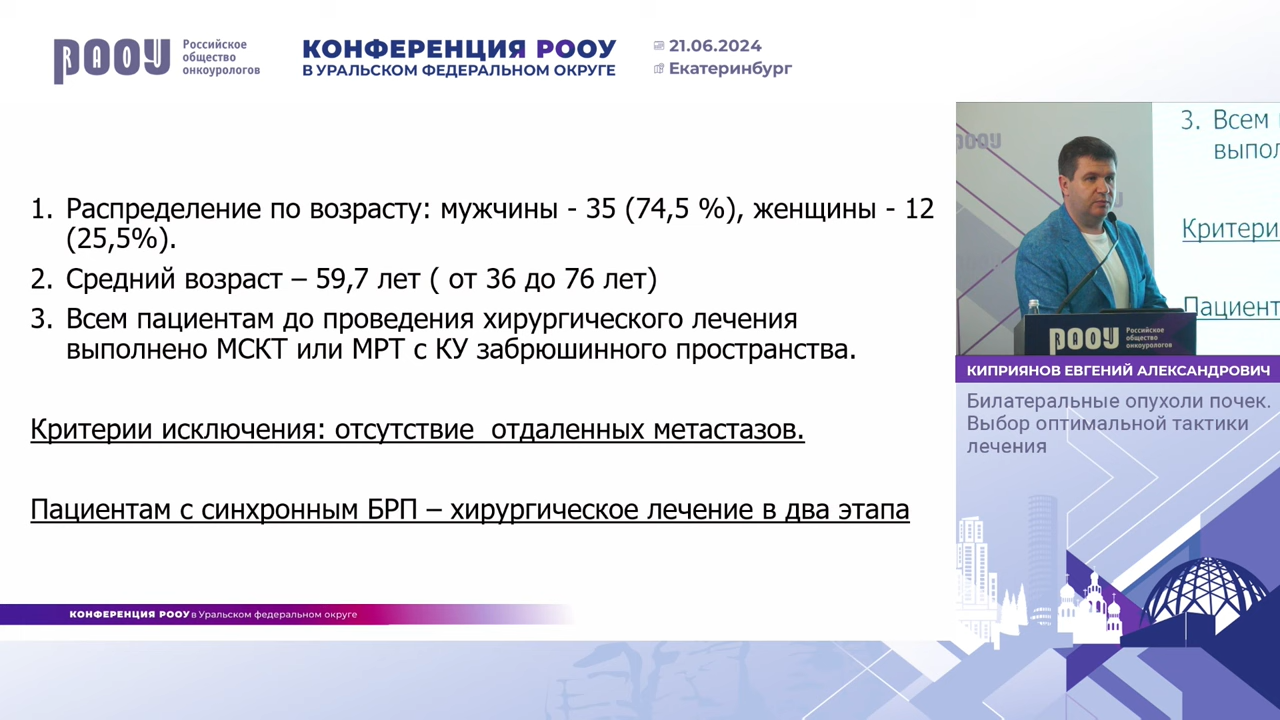 РООУ
RAOU
Российское
общество
онкоурологов
КОНФЕРЕНЦИЯ РООУ
В УРАЛЬСКОМ ФЕДЕРАЛЬНОМ ОКРУГЕ
21.06.2024
Екатеринбург
1. Распределение по возрасту: мужчины - 35 (74,5 %), женщины - 12
(25,5%).
2. Средний возраст – 59,7 лет ( от 36 до 76 лет)
3. Всем пациентам до проведения хирургического лечения
выполнено МСКТ или МРТ с КУ забрюшинного пространства.
Критерии исключения: отсутствие  отдаленных метастазов.
Пациентам с синхронным БРП – хирургическое лечение в два этапа
КОНФЕРЕНЦИЯ РООУ в Уральском федеральном округе
3. Всем
Критери
Пациент
РООУ
Российское
общество
онкоурологов
КИПРИЯНОВ ЕВГЕНИЙ АЛЕКСАНДРОВИЧ
Билатеральные опухоли почек.
Выбор оптимальной тактики
лечения